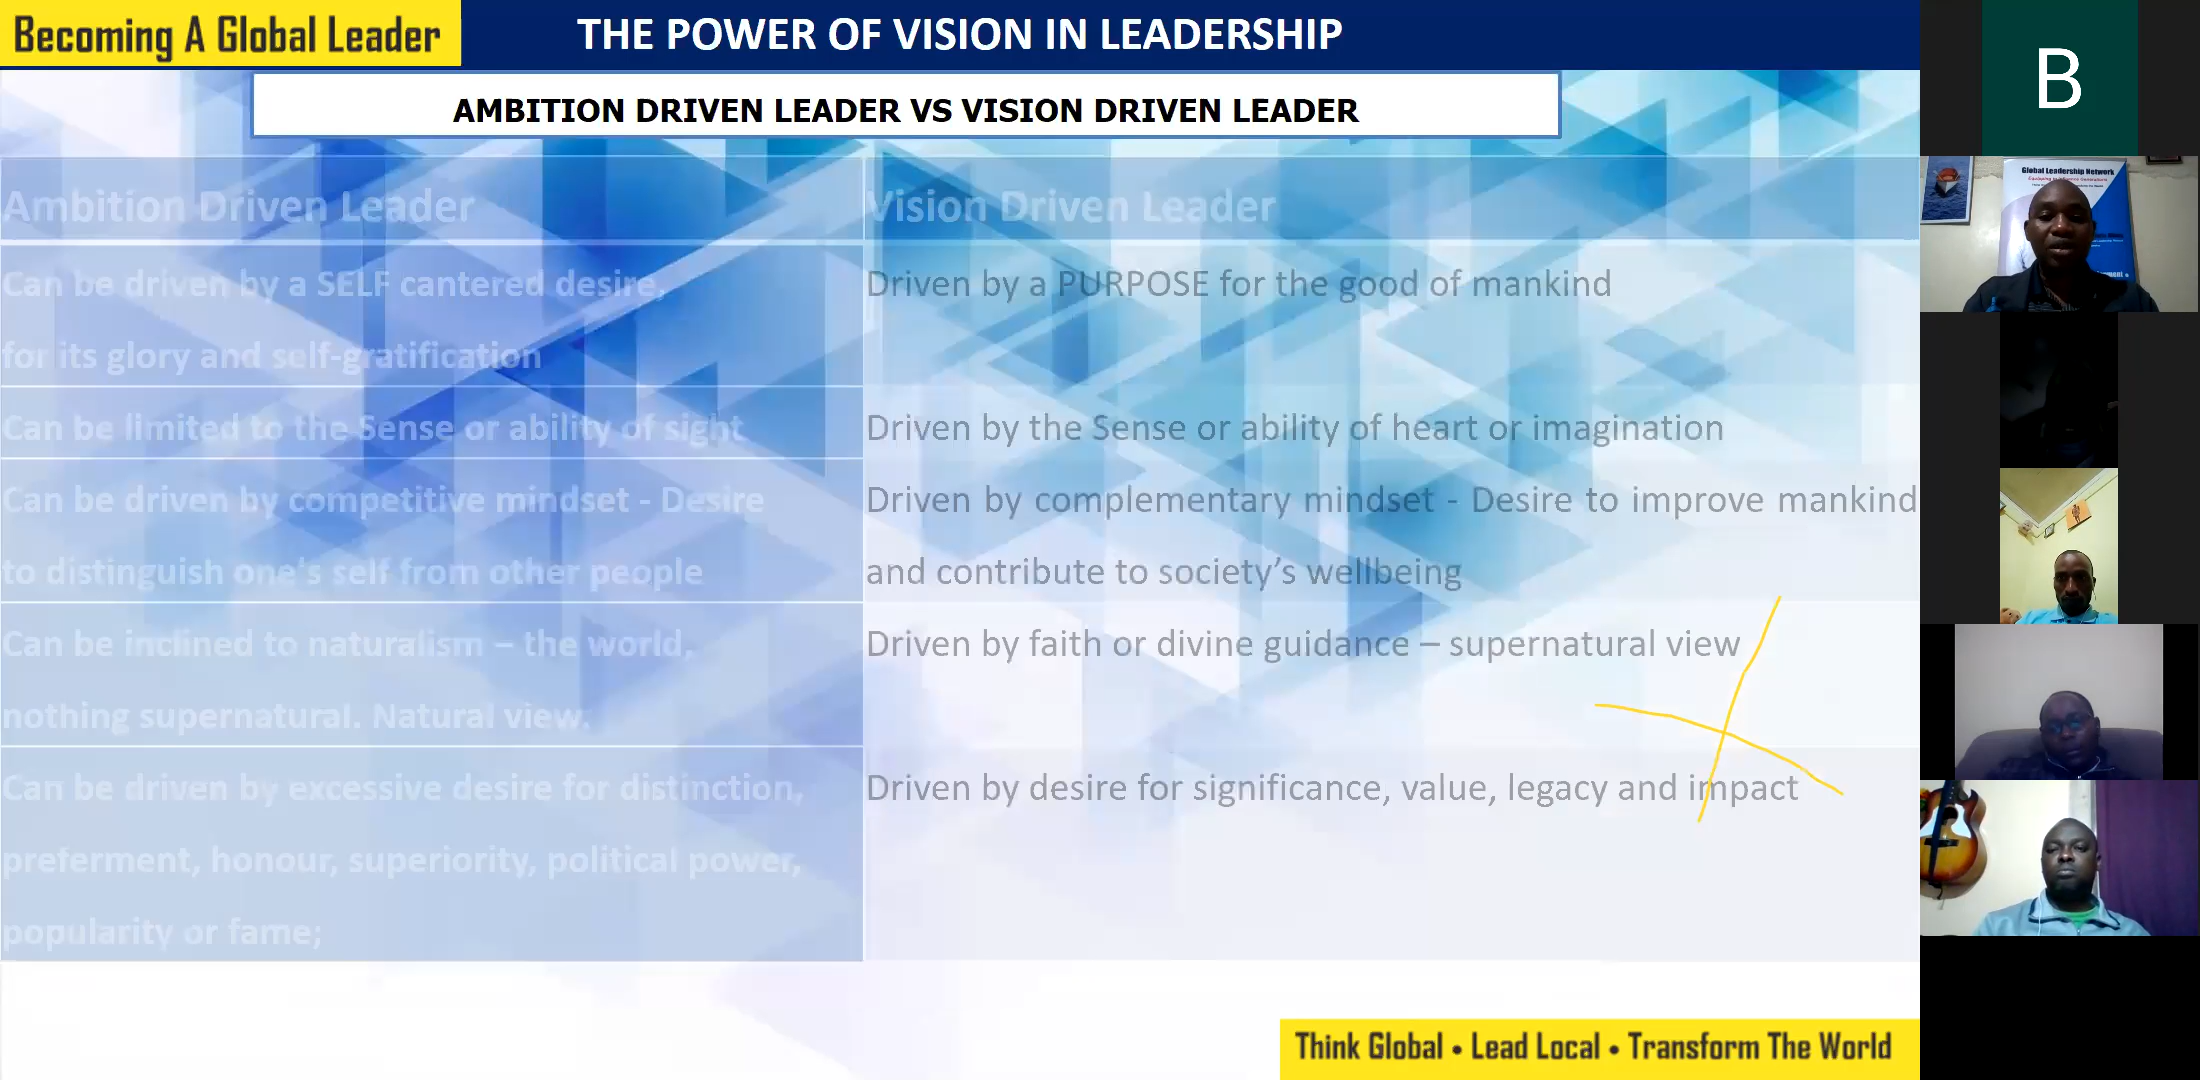 Becoming A Global Leader
THE POWER OF VISION IN LEADERSHIP
AMBITION DRIVEN LEADER VS VISION DRIVEN LEADER
Ambition Driven Leader
Vision Driven Leader
Can be driven by a SELF cantered desire,
for its glory and self-gratification
Driven by a PURPOSE for the good of mankind
Can be limited to the Sense or ability of sight
Driven by the Sense or ability of heart or imagination
Can be driven by competitive mindset - Desire
to distinguish one's self from other people
Driven by complementary mindset - Desire to improve mankind
and contribute to society’s wellbeing
Can be inclined to naturalism – the world,
nothing supernatural. Natural view.
Driven by faith or divine guidance – supernatural view
Can be driven by excessive desire for distinction,
preferment, honour, superiority, political power,
popularity or fame;
Driven by desire for significance, value, legacy and impact
Think Global • Lead Local • Transform The World
B
Global Leadership Network